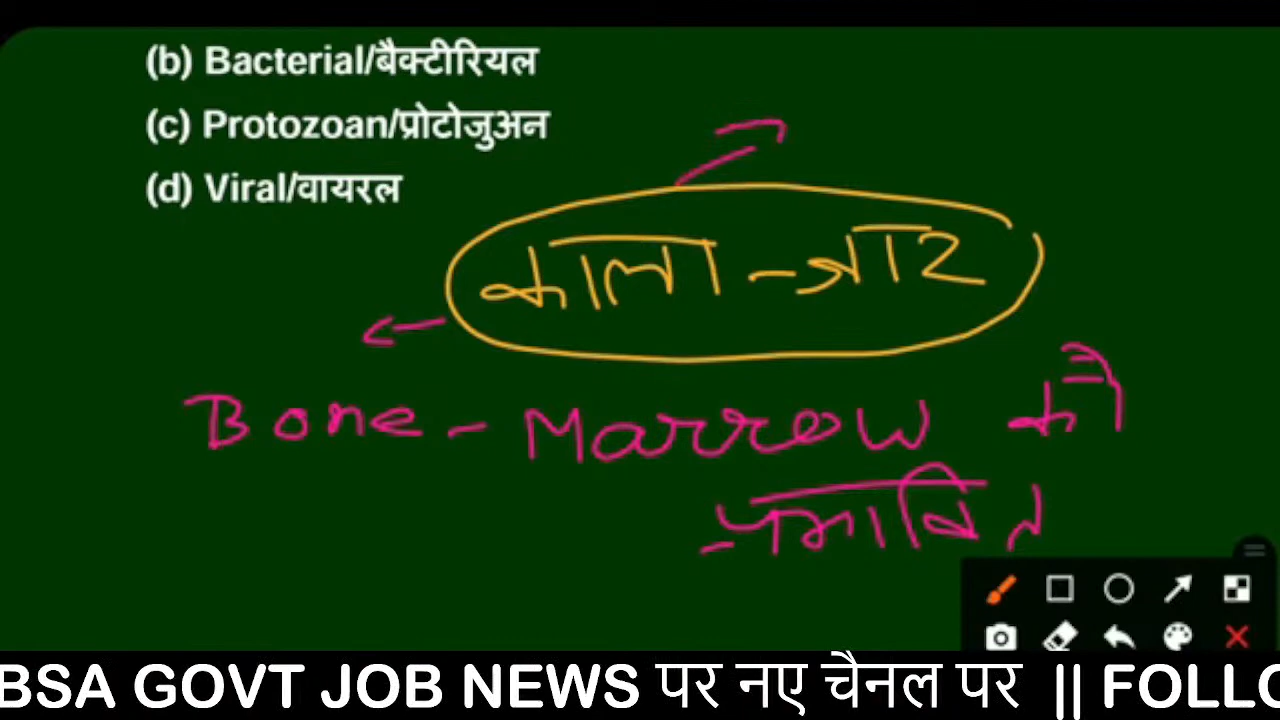 (b) Bacterial/बैक्टीरियल
(c) Protozoan/प्रोटोजुअन
(d) Viral/वायरल
काला-जार
Bone-Marrow को
प्रभावित
BSA GOVT JOB NEWS पर नए चैनल पर || FOLLO